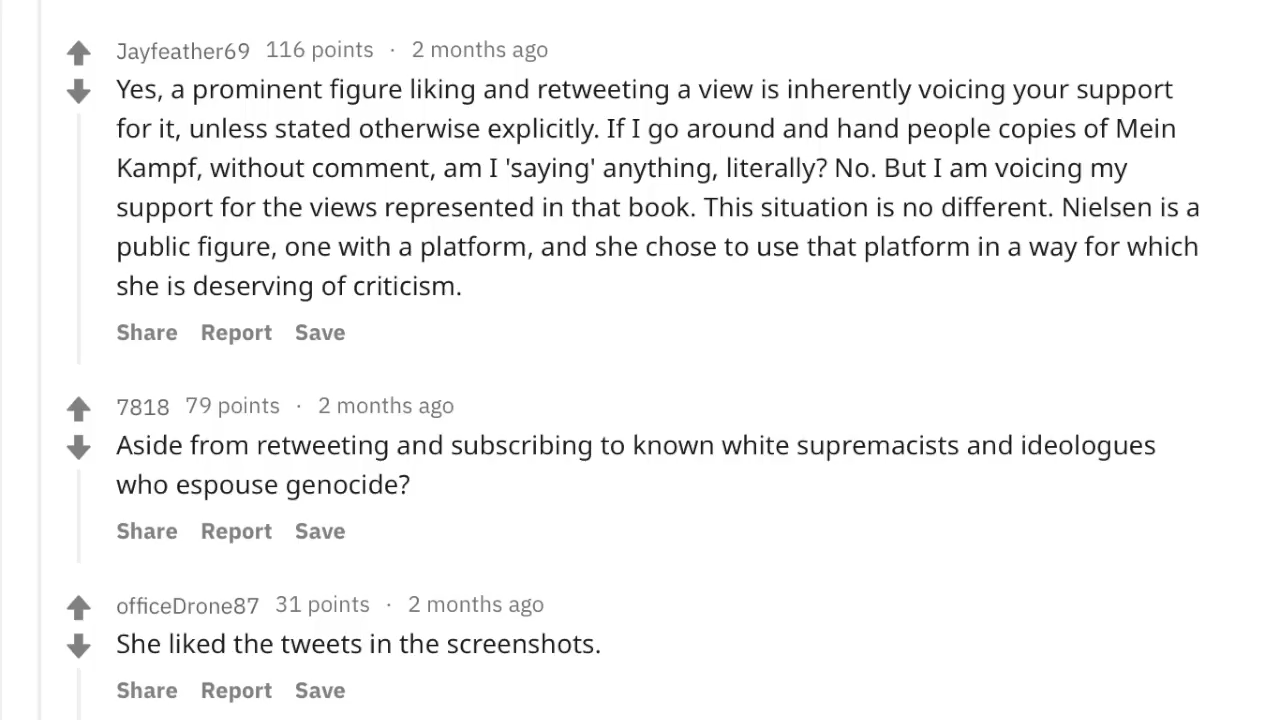 Jayfeather69 116 points · 2 months ago
Yes, a prominent figure liking and retweeting a view is inherently voicing your support
for it, unless stated otherwise explicitly. If I go around and hand people copies of Mein
Kampf, without comment, am I 'saying' anything, literally? No. But I am voicing my
support for the views represented in that book. This situation is no different. Nielsen is a
public figure, one with a platform, and she chose to use that platform in a way for which
she is deserving of criticism.
Share Report Save
7818 79 points · 2 months ago
Aside from retweeting and subscribing to known white supremacists and ideologues
who espouse genocide?
Share Report Save
officeDrone87 31 points · 2 months ago
She liked the tweets in the screenshots.
Share Report Save